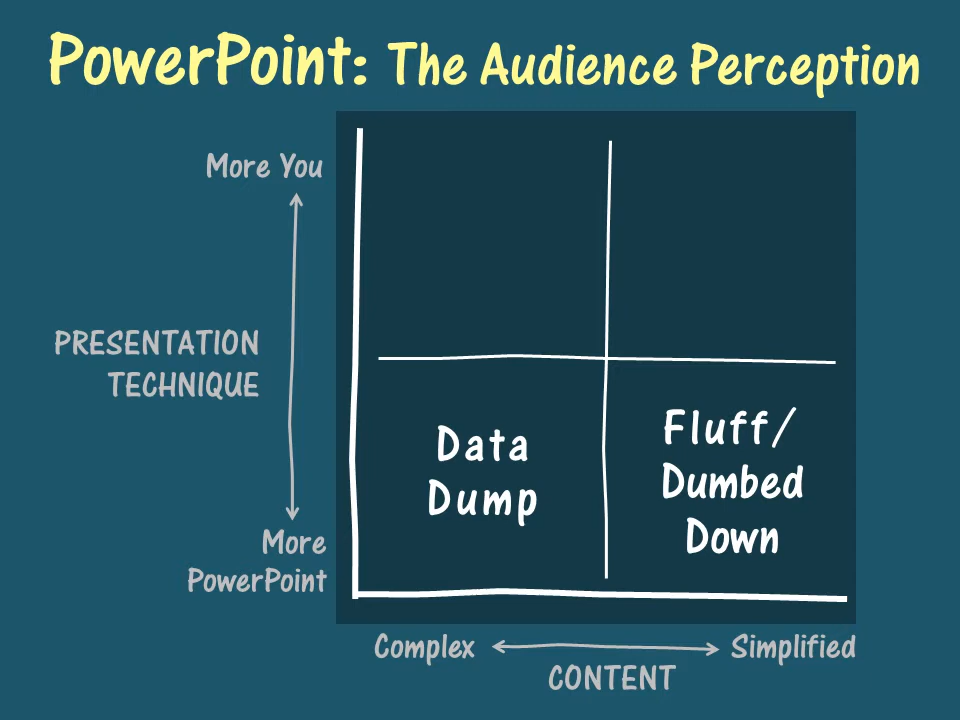 PowerPoint: The Audience Perception
More You
PRESENTATION
TECHNIQUE
More
PowerPoint
Data
Dump
Fluff/
Dumbed
Down
Complex
Simplified
CONTENT